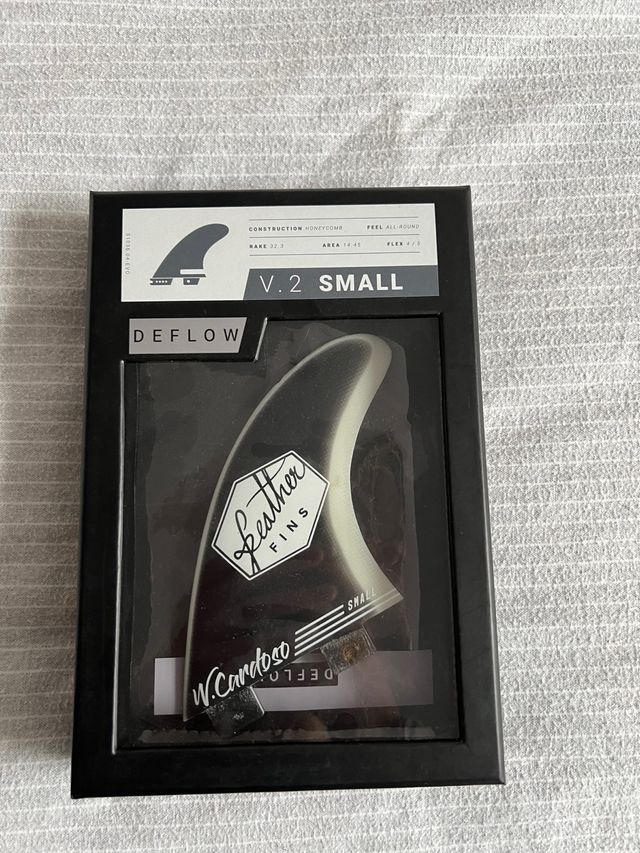 CONSTRUCTION HONEYCOMB FEEL ALL-ROUND
RAKE 32.3 AREA 14.45 FLEX 4 / 5
V.2 SMALL
DEFLOW
feather
FINS
SMALL
W.Cardoso
DEFLOW